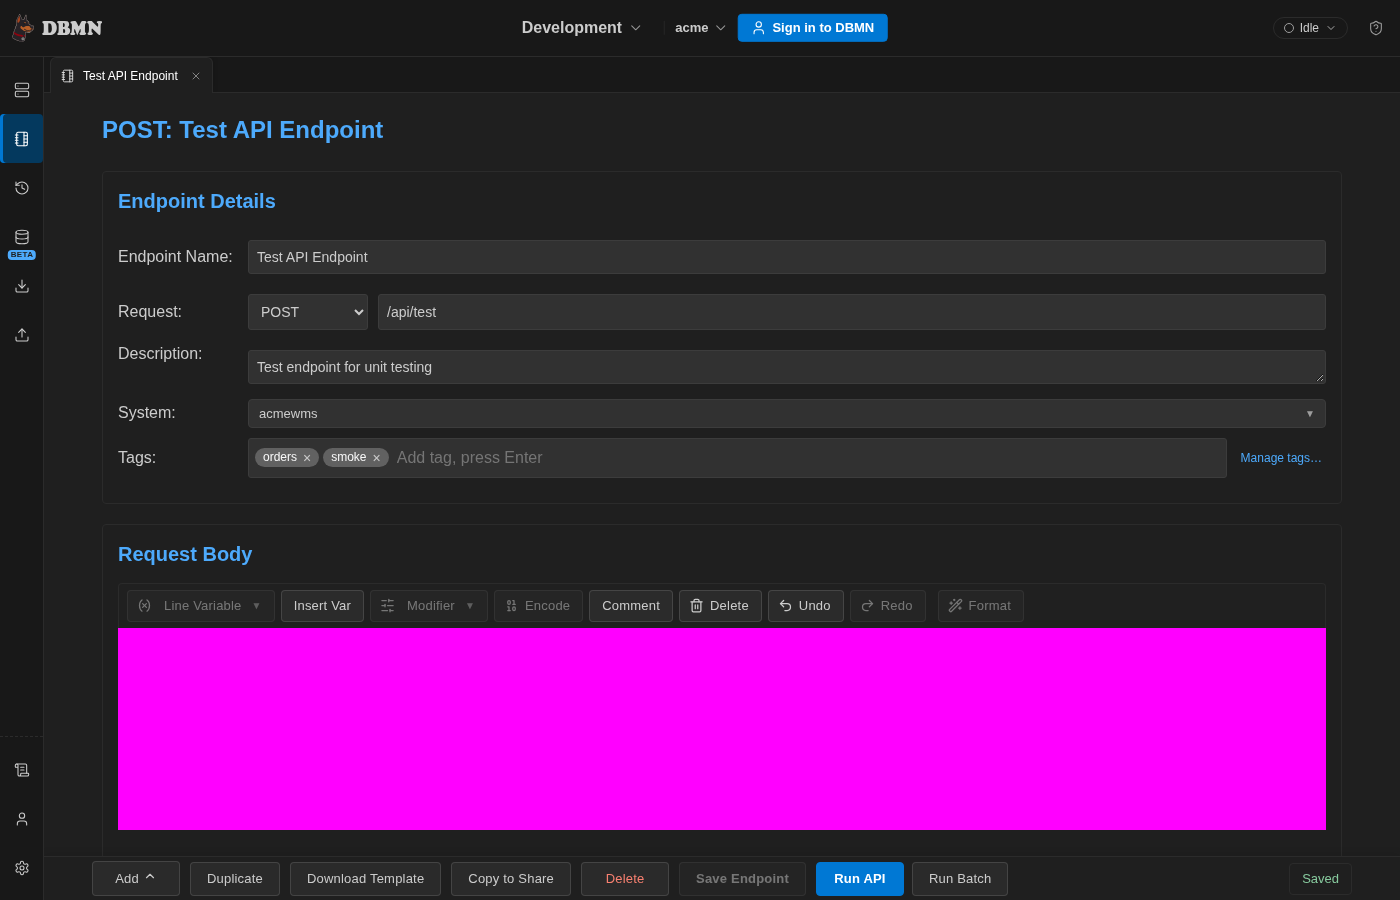 DBMN
Development
acme
Sign in to DBMN
Idle
Test API Endpoint
BETA
POST: Test API Endpoint
Endpoint Details
Endpoint Name:
Test API Endpoint
Request:
POST
/api/test
Description:
Test endpoint for unit testing
System:
acmewms
Tags:
orders
smoke
Add tag, press Enter
Manage tags...
Request Body
Line Variable
Insert Var
Modifier
Encode
Comment
Delete
Undo
Redo
Format
Add
Duplicate
Download Template
Copy to Share
Delete
Save Endpoint
Run API
Run Batch
Saved